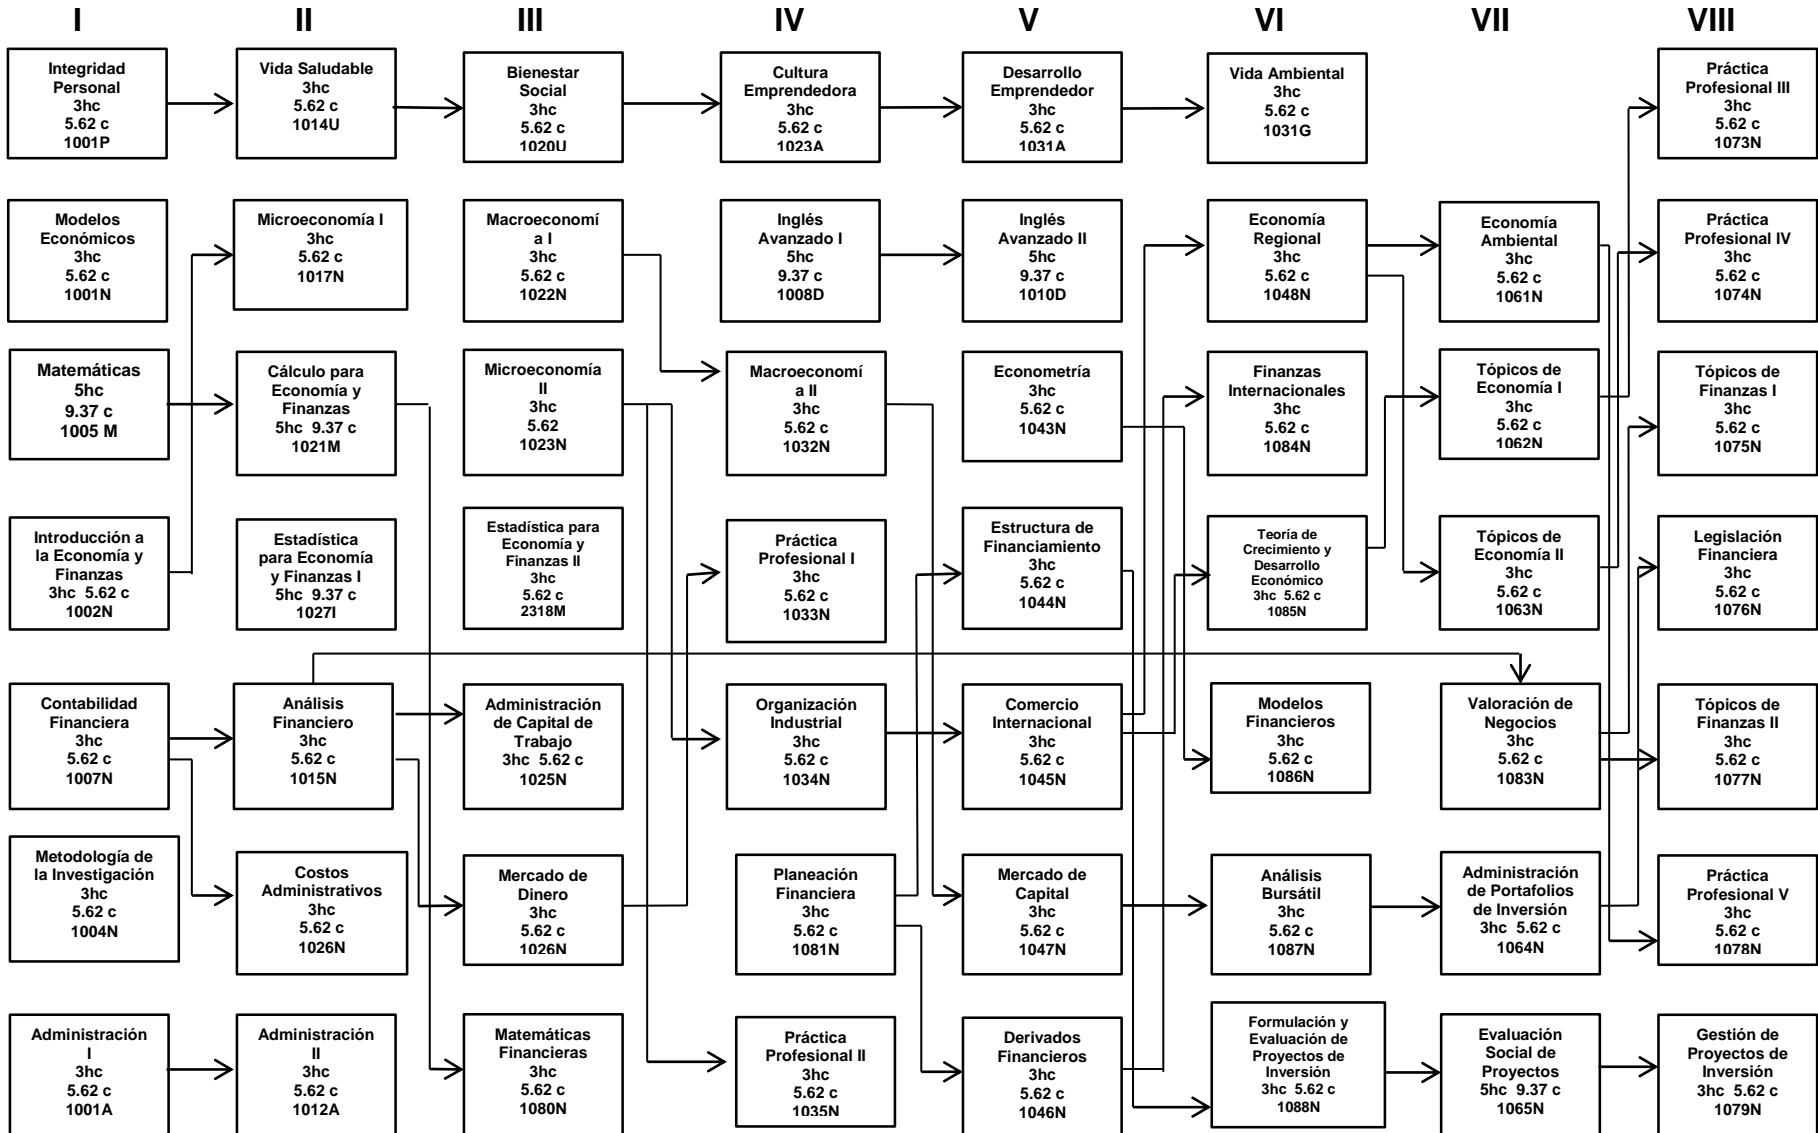 I
II
III
IV
V
VI
VII
VIII
Integridad
Personal
3hc
5.62 c
1001P
Vida Saludable
3hc
5.62 c
1014U
Bienestar
Social
3hc
5.62 c
1020U
Cultura
Emprendedora
3hc
5.62 c
1023A
Desarrollo
Emprendedor
3hc
5.62 c
1031A
Vida Ambiental
3hc
5.62 c
1031G
Práctica
Profesional III
3hc
5.62 c
1073N
Modelos
Económicos
3hc
5.62 c
1001N
Microeconomía I
3hc
5.62 c
1017N
Macroeconomí
a I
3hc
5.62 c
1022N
Inglés
Avanzado I
5hc
9.37 c
1008D
Inglés
Avanzado II
5hc
9.37 c
1010D
Economía
Regional
3hc
5.62 c
1048N
Economía
Ambiental
3hc
5.62 c
1061N
Práctica
Profesional IV
3hc
5.62 c
1074N
Matemáticas
5hc
9.37 c
1005 M
Cálculo para
Economía y
Finanzas
5hc 9.37 c
1021M
Microeconomía
II
3hc
5.62
1023N
Macroeconomí
a II
3hc
5.62 c
1032N
Econometría
3hc
5.62 c
1043N
Finanzas
Internacionales
3hc
5.62 c
1084N
Tópicos de
Economía I
3hc
5.62 c
1062N
Tópicos de
Finanzas I
3hc
5.62 c
1075N
Introducción a
la Economía y
Finanzas
3hc 5.62 c
1002N
Estadística
para Economía
y Finanzas I
5hc 9.37 c
1027I
Estadística para
Economía y
Finanzas II
3hc
5.62 c
2318M
Práctica
Profesional I
3hc
5.62 c
1033N
Estructura de
Financiamiento
3hc
5.62 c
1044N
Teoría de
Crecimiento y
Desarrollo
Económico
3hc 5.62 c
1085N
Tópicos de
Economía II
3hc
5.62 c
1063N
Legislación
Financiera
3hc
5.62 c
1076N
Contabilidad
Financiera
3hc
5.62 c
1007N
Análisis
Financiero
3hc
5.62 c
1015N
Administración
de Capital de
Trabajo
3hc 5.62 c
1025N
Organización
Industrial
3hc
5.62 c
1034N
Comercio
Internacional
3hc
5.62 c
1045N
Modelos
Financieros
3hc
5.62 c
1086N
Valoración de
Negocios
3hc
5.62 c
1083N
Tópicos de
Finanzas II
3hc
5.62 c
1077N
Metodología de
la Investigación
3hc
5.62 c
1004N
Costos
Administrativos
3hc
5.62 c
1026N
Mercado de
Dinero
3hc
5.62 c
1026N
Planeación
Financiera
3hc
5.62 c
1081N
Mercado de
Capital
3hc
5.62 c
1047N
Análisis
Bursátil
3hc
5.62 c
1087N
Administración
de Portafolios
de Inversión
3hc 5.62 c
1064N
Práctica
Profesional V
3hc
5.62 c
1078N
Administración
I
3hc
5.62 c
1001A
Administración
II
3hc
5.62 c
1012A
Matemáticas
Financieras
3hc
5.62 c
1080N
Práctica
Profesional II
3hc
5.62 c
1035N
Derivados
Financieros
3hc
5.62 c
1046N
Formulación y
Evaluación de
Proyectos de
Inversión
3hc 5.62 c
1088N
Evaluación
Social de
Proyectos
5hc 9.37 c
1065N
Gestión de
Proyectos de
Inversión
3hc 5.62 c
1079N